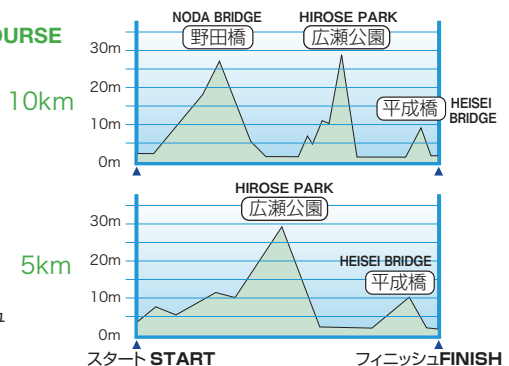 OURSE
10km
NODA BRIDGE
野田橋
HIROSE PARK
広瀬公園
平成橋
HEISEI
BRIDGE
30m
20m
10m
0m
5km
HIROSE PARK
広瀬公園
HEISEI BRIDGE
平成橋
30m
20m
10m
0m
ュ
スタート START
フィニッシュFINISH